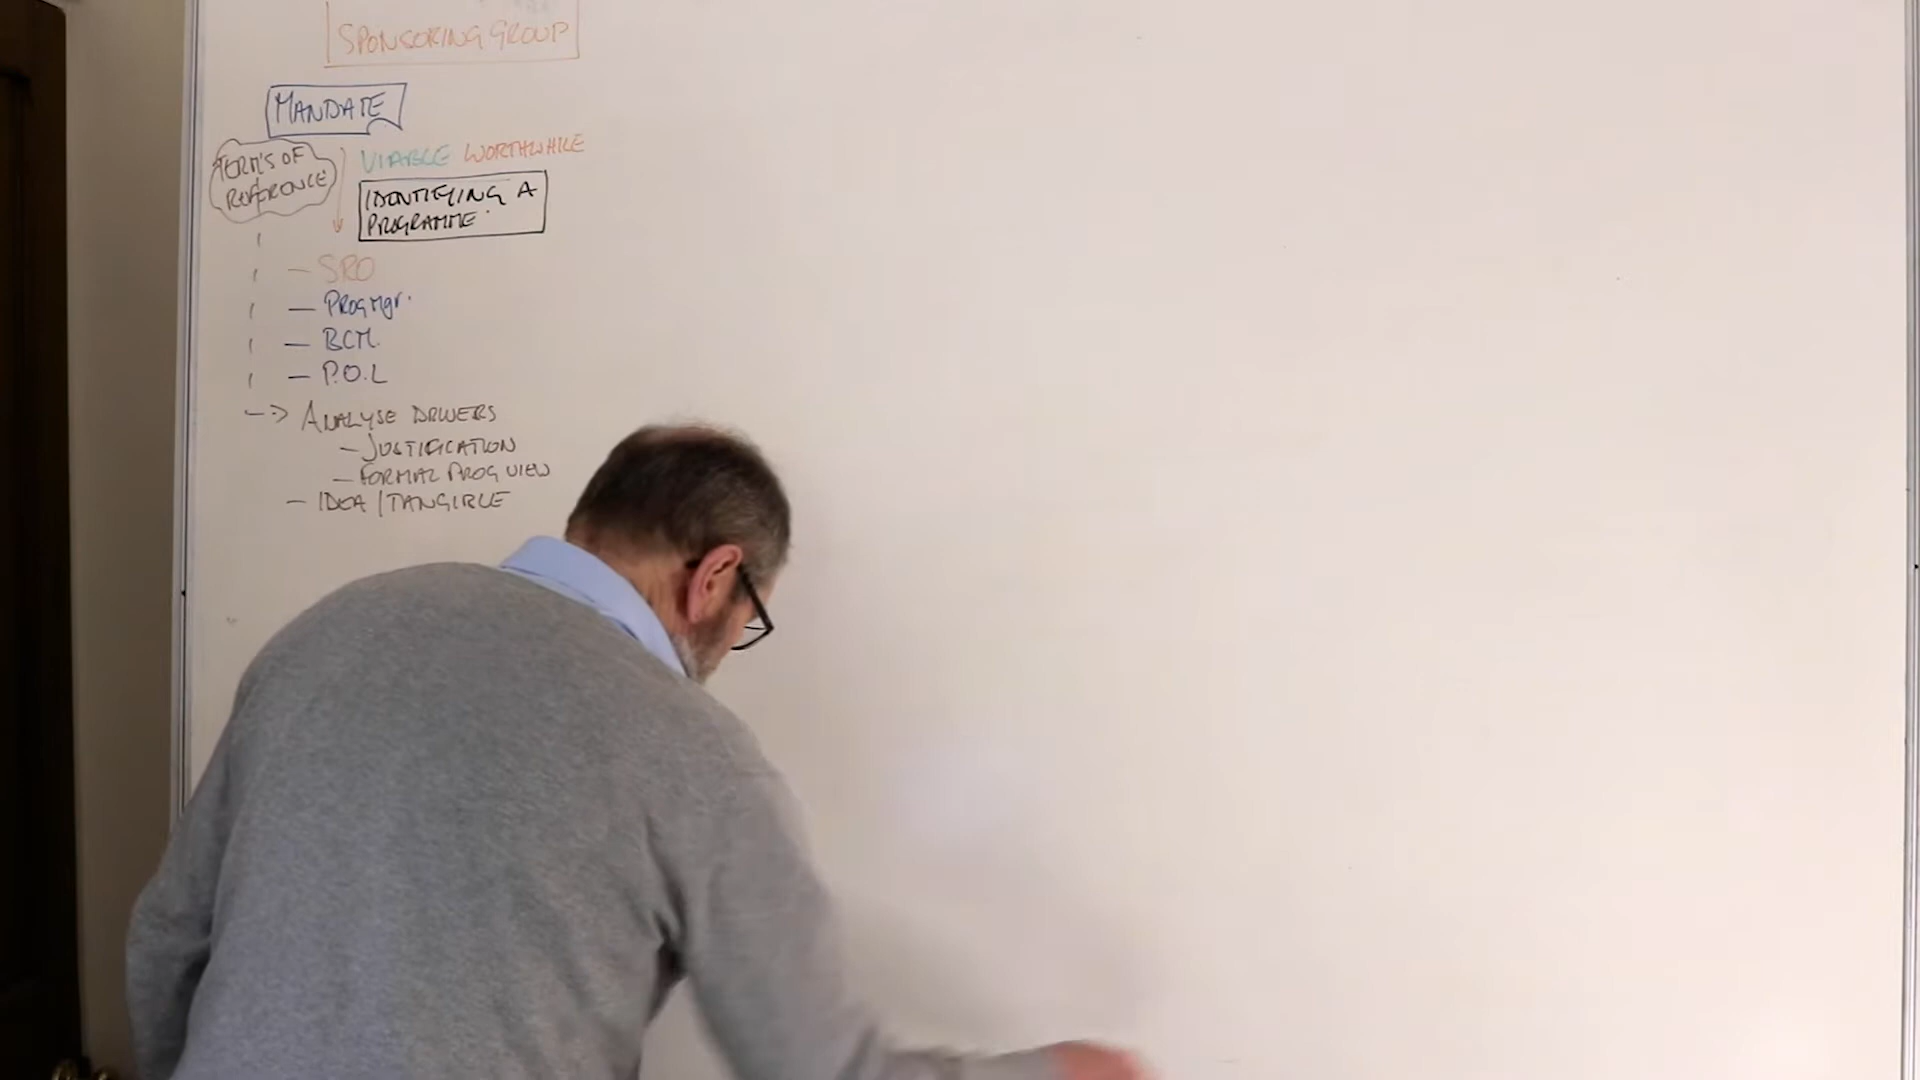 SPONSORING GROUP
MANDATE
TERM'S OF
REFERENCE
VIABLE WORTHWHILE
IDENTIFYING A
PROGRAMME
- SRO
- Prog Mgr.
- BCM.
- P.O.L
-> ANALYSE DRIVERS
- JUSTIFICATION
- FORMAL PROG VIEW
- IDEA / TANGIBLE